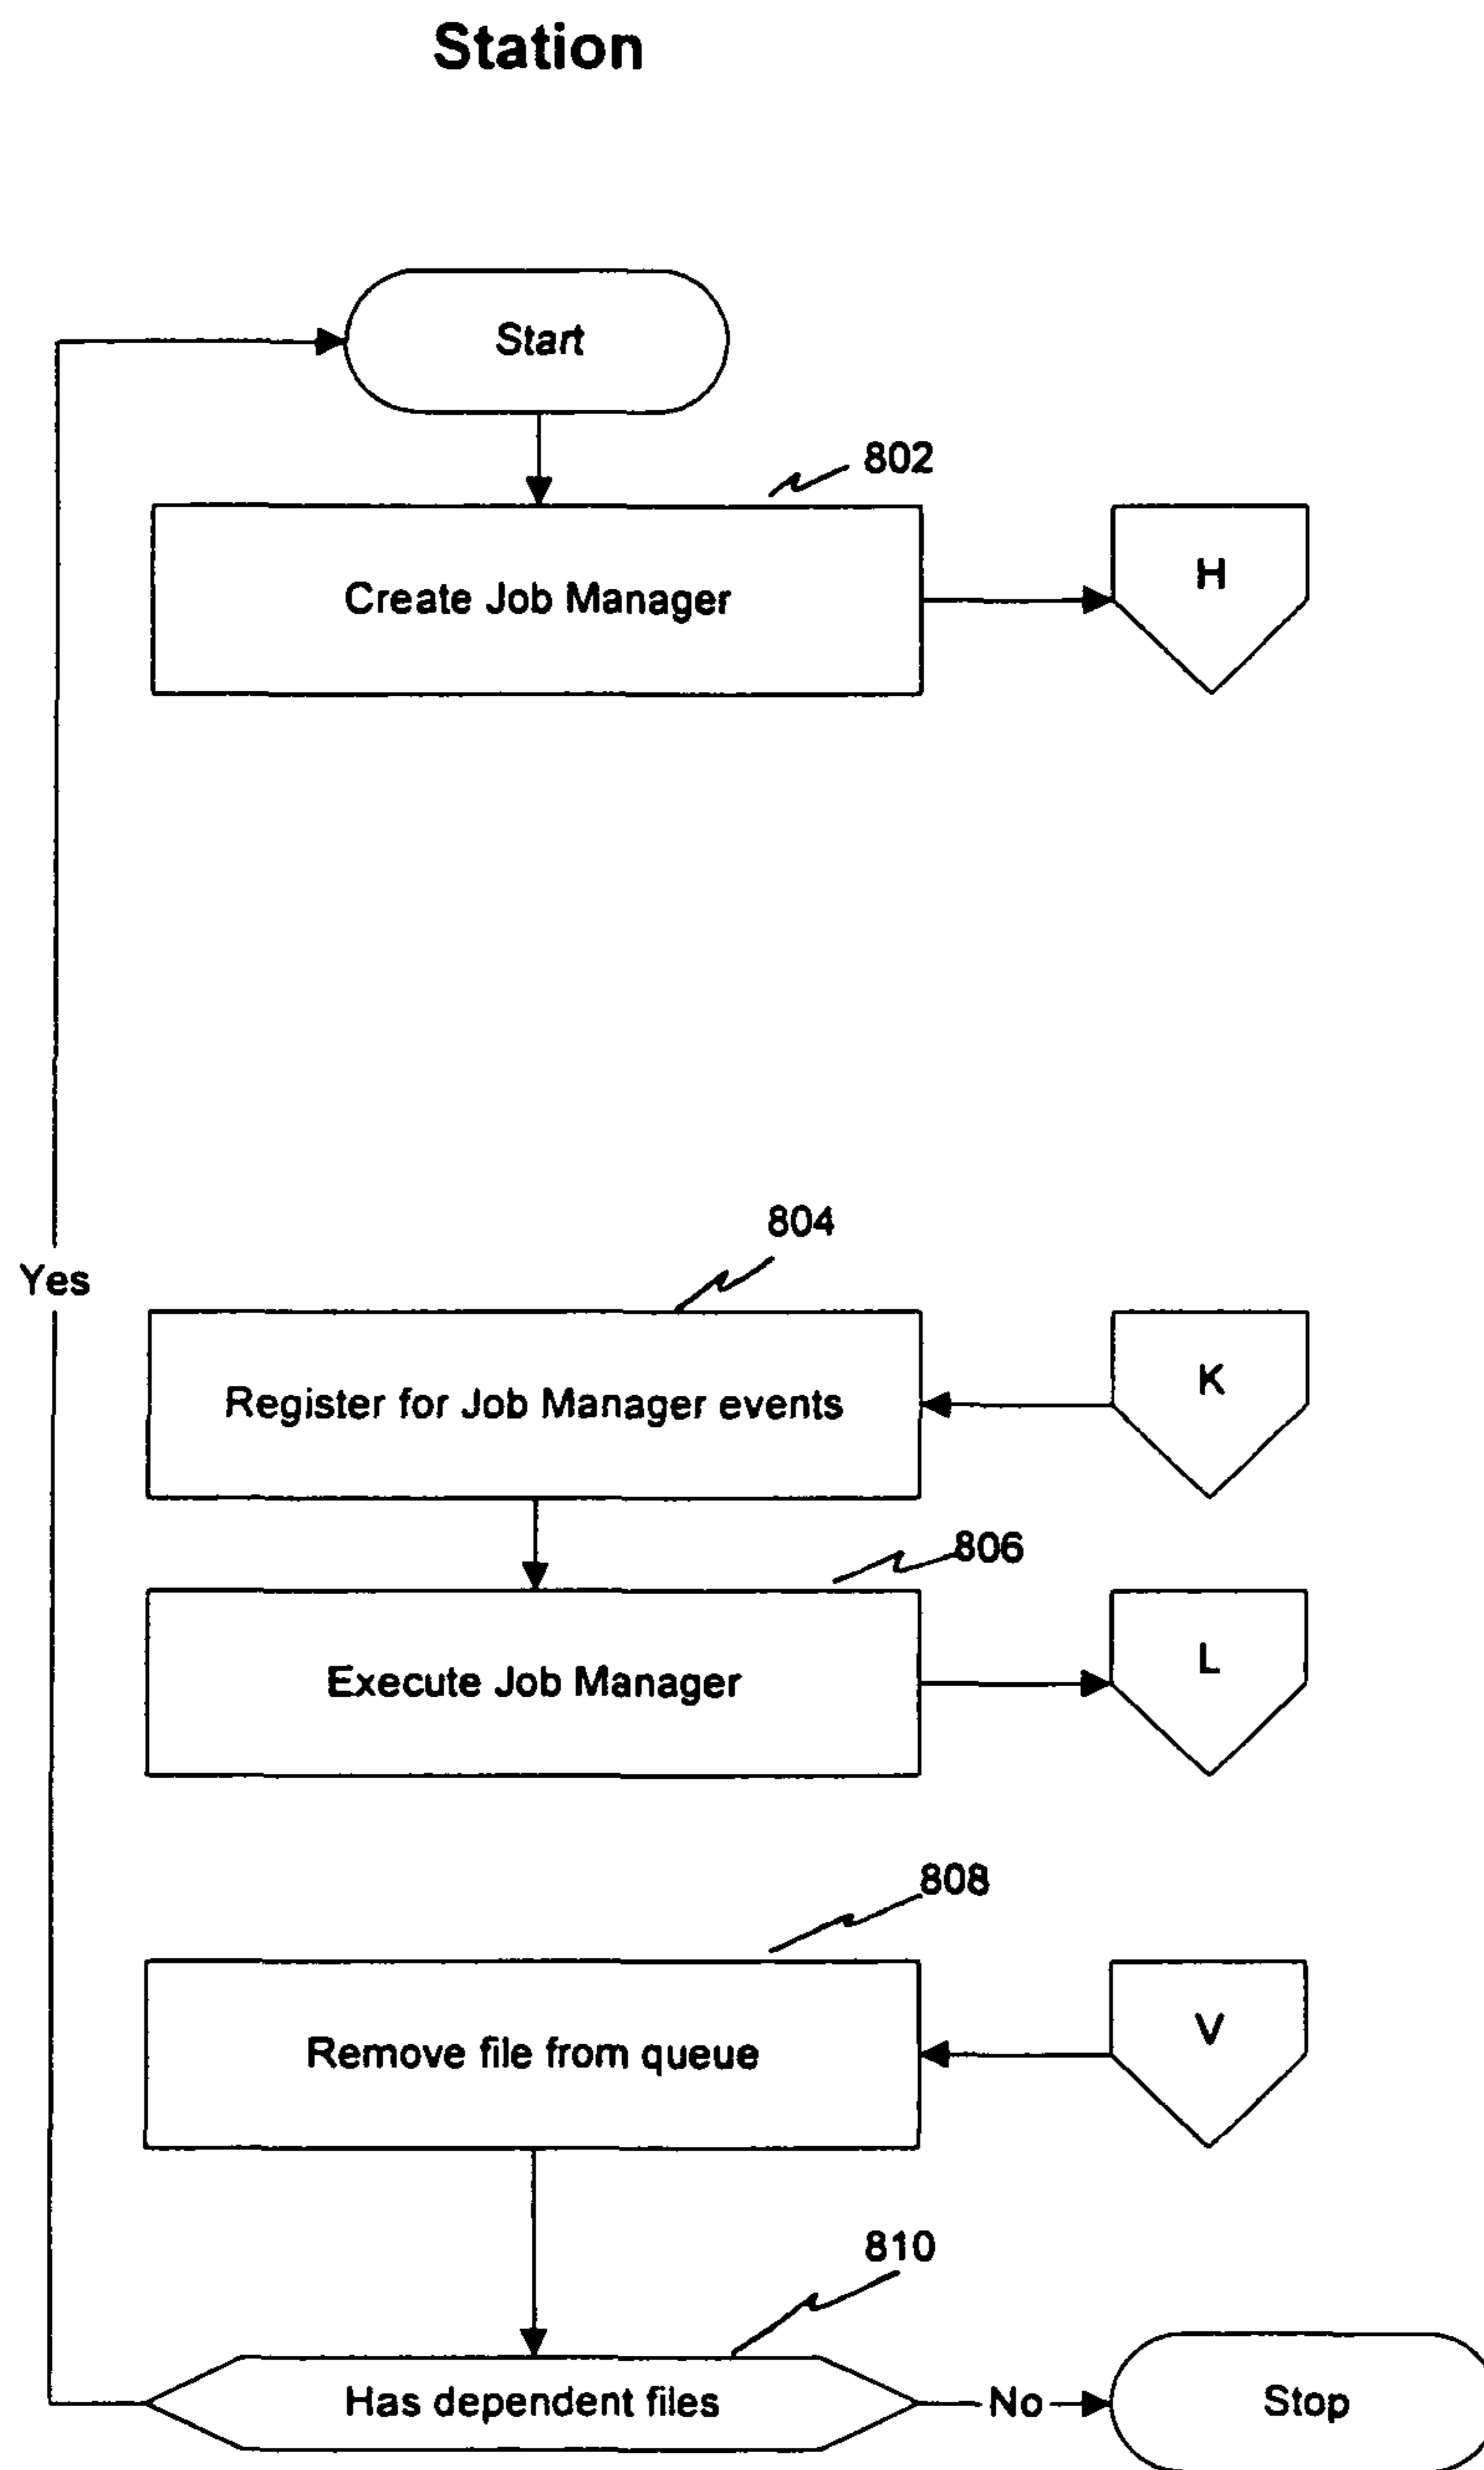 Station
Start
802
Create Job Manager
H
804
Yes
Register for Job Manager events
K
806
Execute Job Manager
L
808
Remove file from queue
V
810
Has dependent files
No
Stop